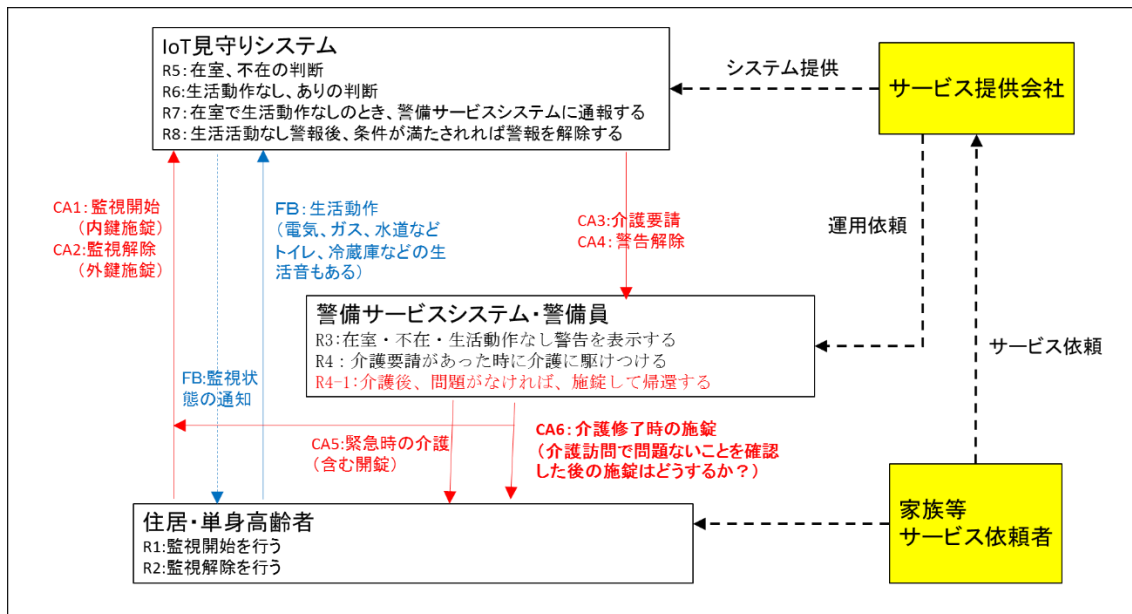 IoT見守りシステム
R5:在室、不在の判断
R6:生活動作なし、ありの判断
R7:在室で生活動作なしのとき、警備サービスシステムに通報する
R8:生活活動なし警報後、条件が満たされれば警報を解除する
システム提供
サービス提供会社
CA1:監視開始
(内鍵施錠)
CA2:監視解除
(外鍵施錠)
FB:生活動作
(電気、ガス、水道など
トイレ、冷蔵庫などの生
活音もある)
CA3:介護要請
CA4:警告解除
運用依頼
サービス依頼
警備サービスシステム・警備員
R3:在室・不在・生活動作なし警告を表示する
R4:介護要請があった時に介護に駆けつける
R4-1:介護後、問題がなければ、施錠して帰還する
FB:監視状
態の通知
CA5:緊急時の介護
(含む開錠)
CA6:介護修了時の施錠
(介護訪問で問題ないことを確認
した後の施錠はどうするか?)
住居・単身高齢者
R1:監視開始を行う
R2:監視解除を行う
家族等
サービス依頼者